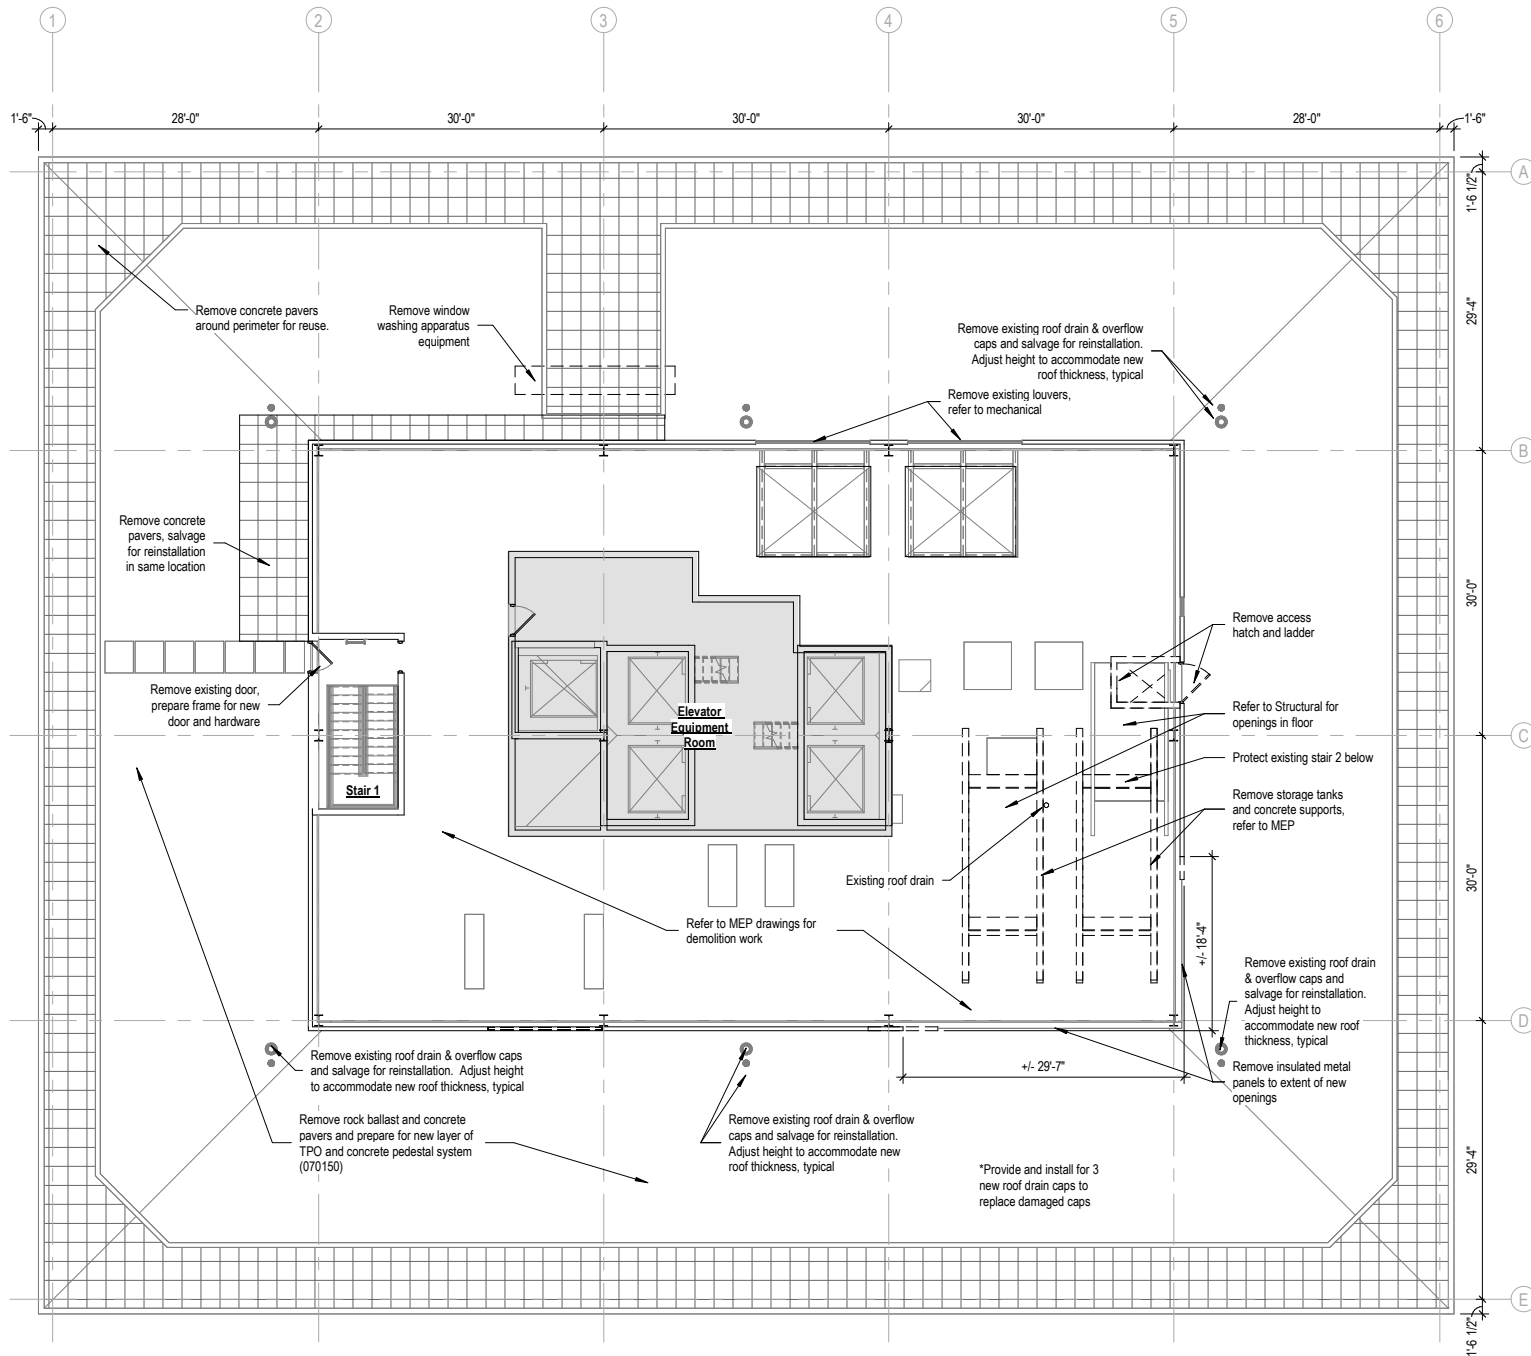 1
2
3
4
5
6
1'-6"
28'-0"
30'-0"
30'-0"
30'-0"
28'-0"
1'-6"
A
1'-6 1/2"
29'-4"
Remove concrete pavers
around perimeter for reuse.
Remove window
washing apparatus
equipment
Remove existing roof drain & overflow
caps and salvage for reinstallation.
Adjust height to accommodate new
roof thickness, typical
Remove existing louvers,
refer to mechanical
B
Remove concrete
pavers, salvage
for reinstallation
in same location
30'-0"
Remove access
hatch and ladder
Remove existing door,
prepare frame for new
door and hardware
Elevator
Equipment
Room
Refer to Structural for
openings in floor
C
Protect existing stair 2 below
Stair 1
Remove storage tanks
and concrete supports,
refer to MEP
Existing roof drain
30'-0"
Refer to MEP drawings for
demolition work
+/- 18'-4"
Remove existing roof drain
& overflow caps and
salvage for reinstallation.
Adjust height to
accommodate new roof
thickness, typical
D
Remove existing roof drain & overflow caps
and salvage for reinstallation. Adjust height
to accommodate new roof thickness, typical
+/- 29'-7"
Remove insulated metal
panels to extent of new
openings
Remove rock ballast and concrete
pavers and prepare for new layer of
TPO and concrete pedestal system
(070150)
Remove existing roof drain & overflow
caps and salvage for reinstallation.
Adjust height to accommodate new
roof thickness, typical
*Provide and install for 3
new roof drain caps to
replace damaged caps
29'-4"
E
1'-6 1/2"